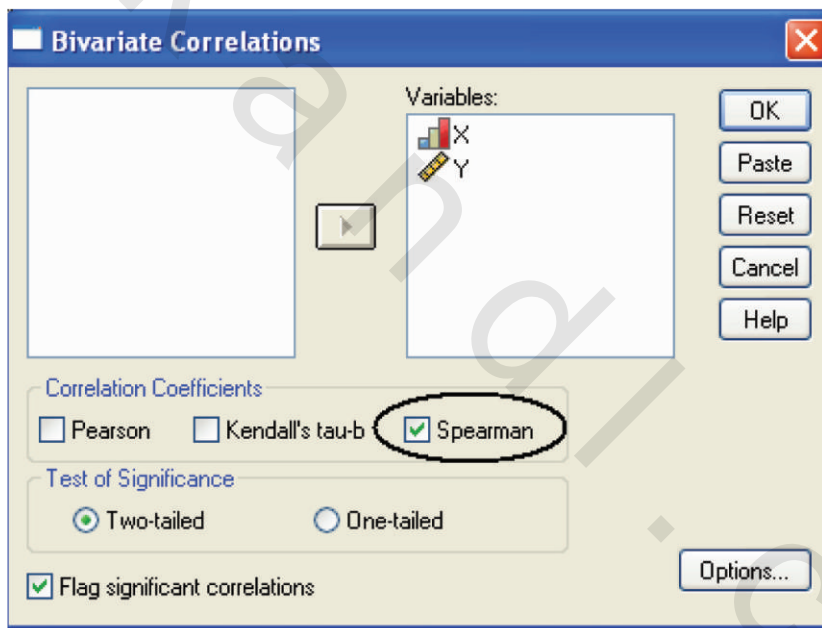 Bivariate Correlations
Variables:
X
Y
OK
Paste
Reset
Cancel
Help
Correlation Coefficients
Pearson Kendall's tau-b Spearman
Test of Significance
Two-tailed One-tailed
Flag significant correlations
Options...